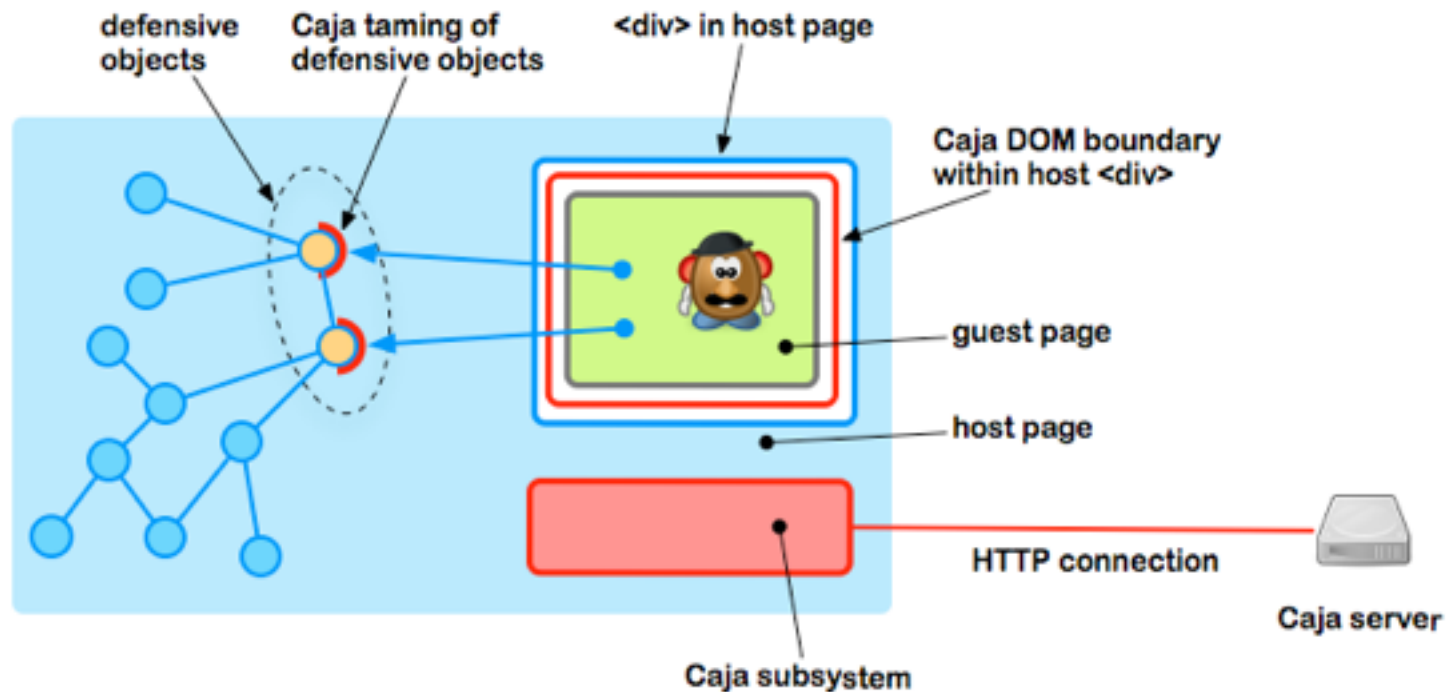 defensive
objects
Caja taming of
defensive objects
<div> in host page
Caja DOM boundary
within host <div>
guest page
host page
HTTP connection
Caja server
Caja subsystem